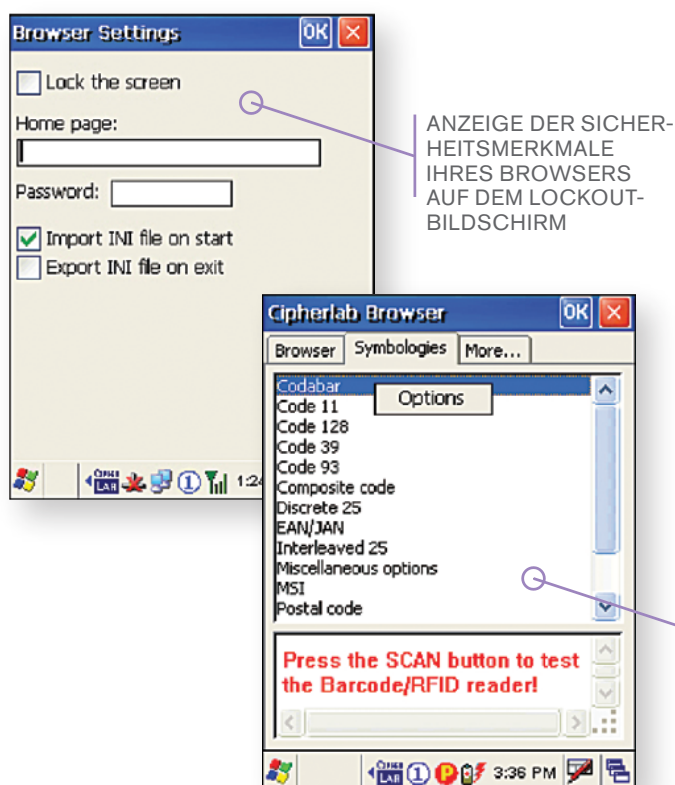 Browser Settings OK
Lock the screen
Home page:
Password:
Import INI file on start
Export INI file on exit
1:24
ANZEIGE DER SICHER-
HEITSMERKMALE
IHRES BROWSERS
AUF DEM LOCKOUT-
BILDSCHIRM
Cipherlab Browser OK
Browser Symbologies More...
Codabar
Options
Code 11
Code 128
Code 39
Code 93
Composite code
Discrete 25
EAN/JAN
Interleaved 25
Miscellaneous options
MSI
Postal code
Press the SCAN button to test
the Barcode/RFID reader!
3:36 PM